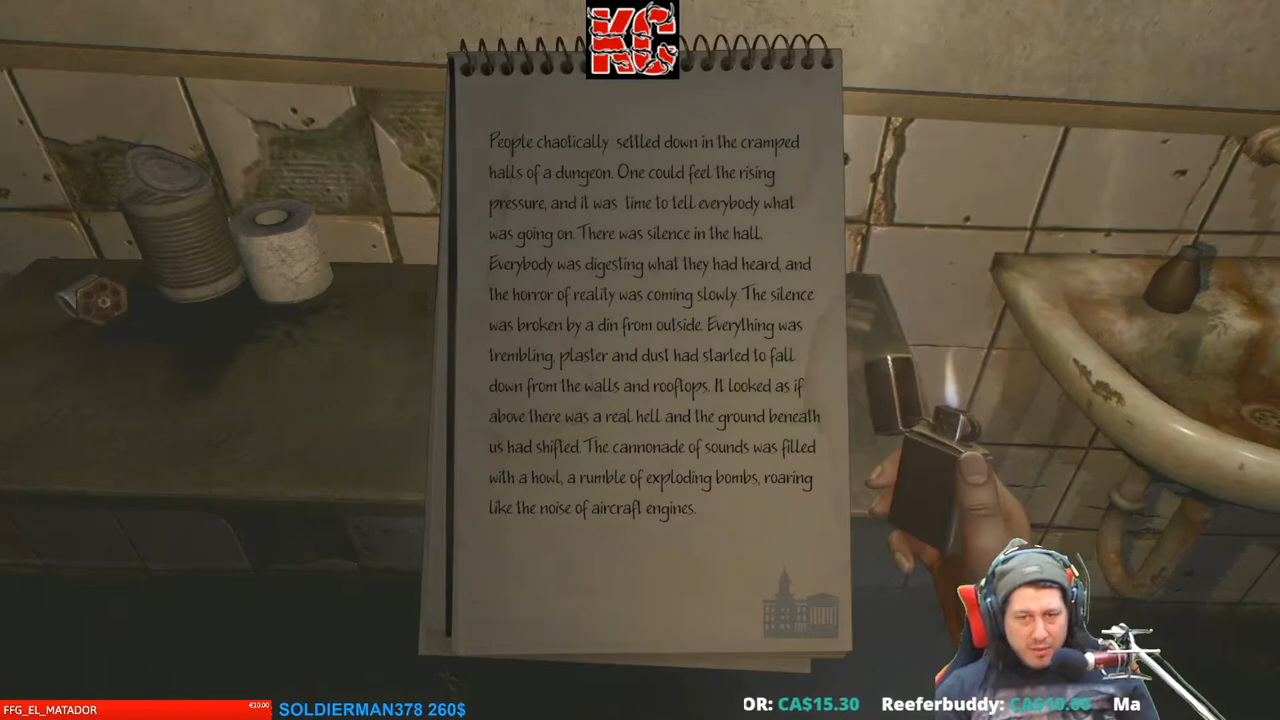 KC
People chaotically settled down in the cramped
halls of a dungeon. One could feel the rising
pressure, and it was time to tell everybody what
was going on. There was silence in the hall.
Everybody was digesting what they had heard, and
the horror of reality was coming slowly. The silence
was broken by a din from outside. Everything was
trembling, plaster and dust had started to fall
down from the walls and rooftops. It looked as if
above there was a real hell and the ground beneath
us had shifted. The cannonade of sounds was filled
with a howl, a rumble of exploding bombs, roaring
like the noise of aircraft engines.
FFG_EL_MATADOR €10.00 SOLDIERMAN378 260$ OR: CA$15.30 Reeferbuddy: CA$10.00 Ma